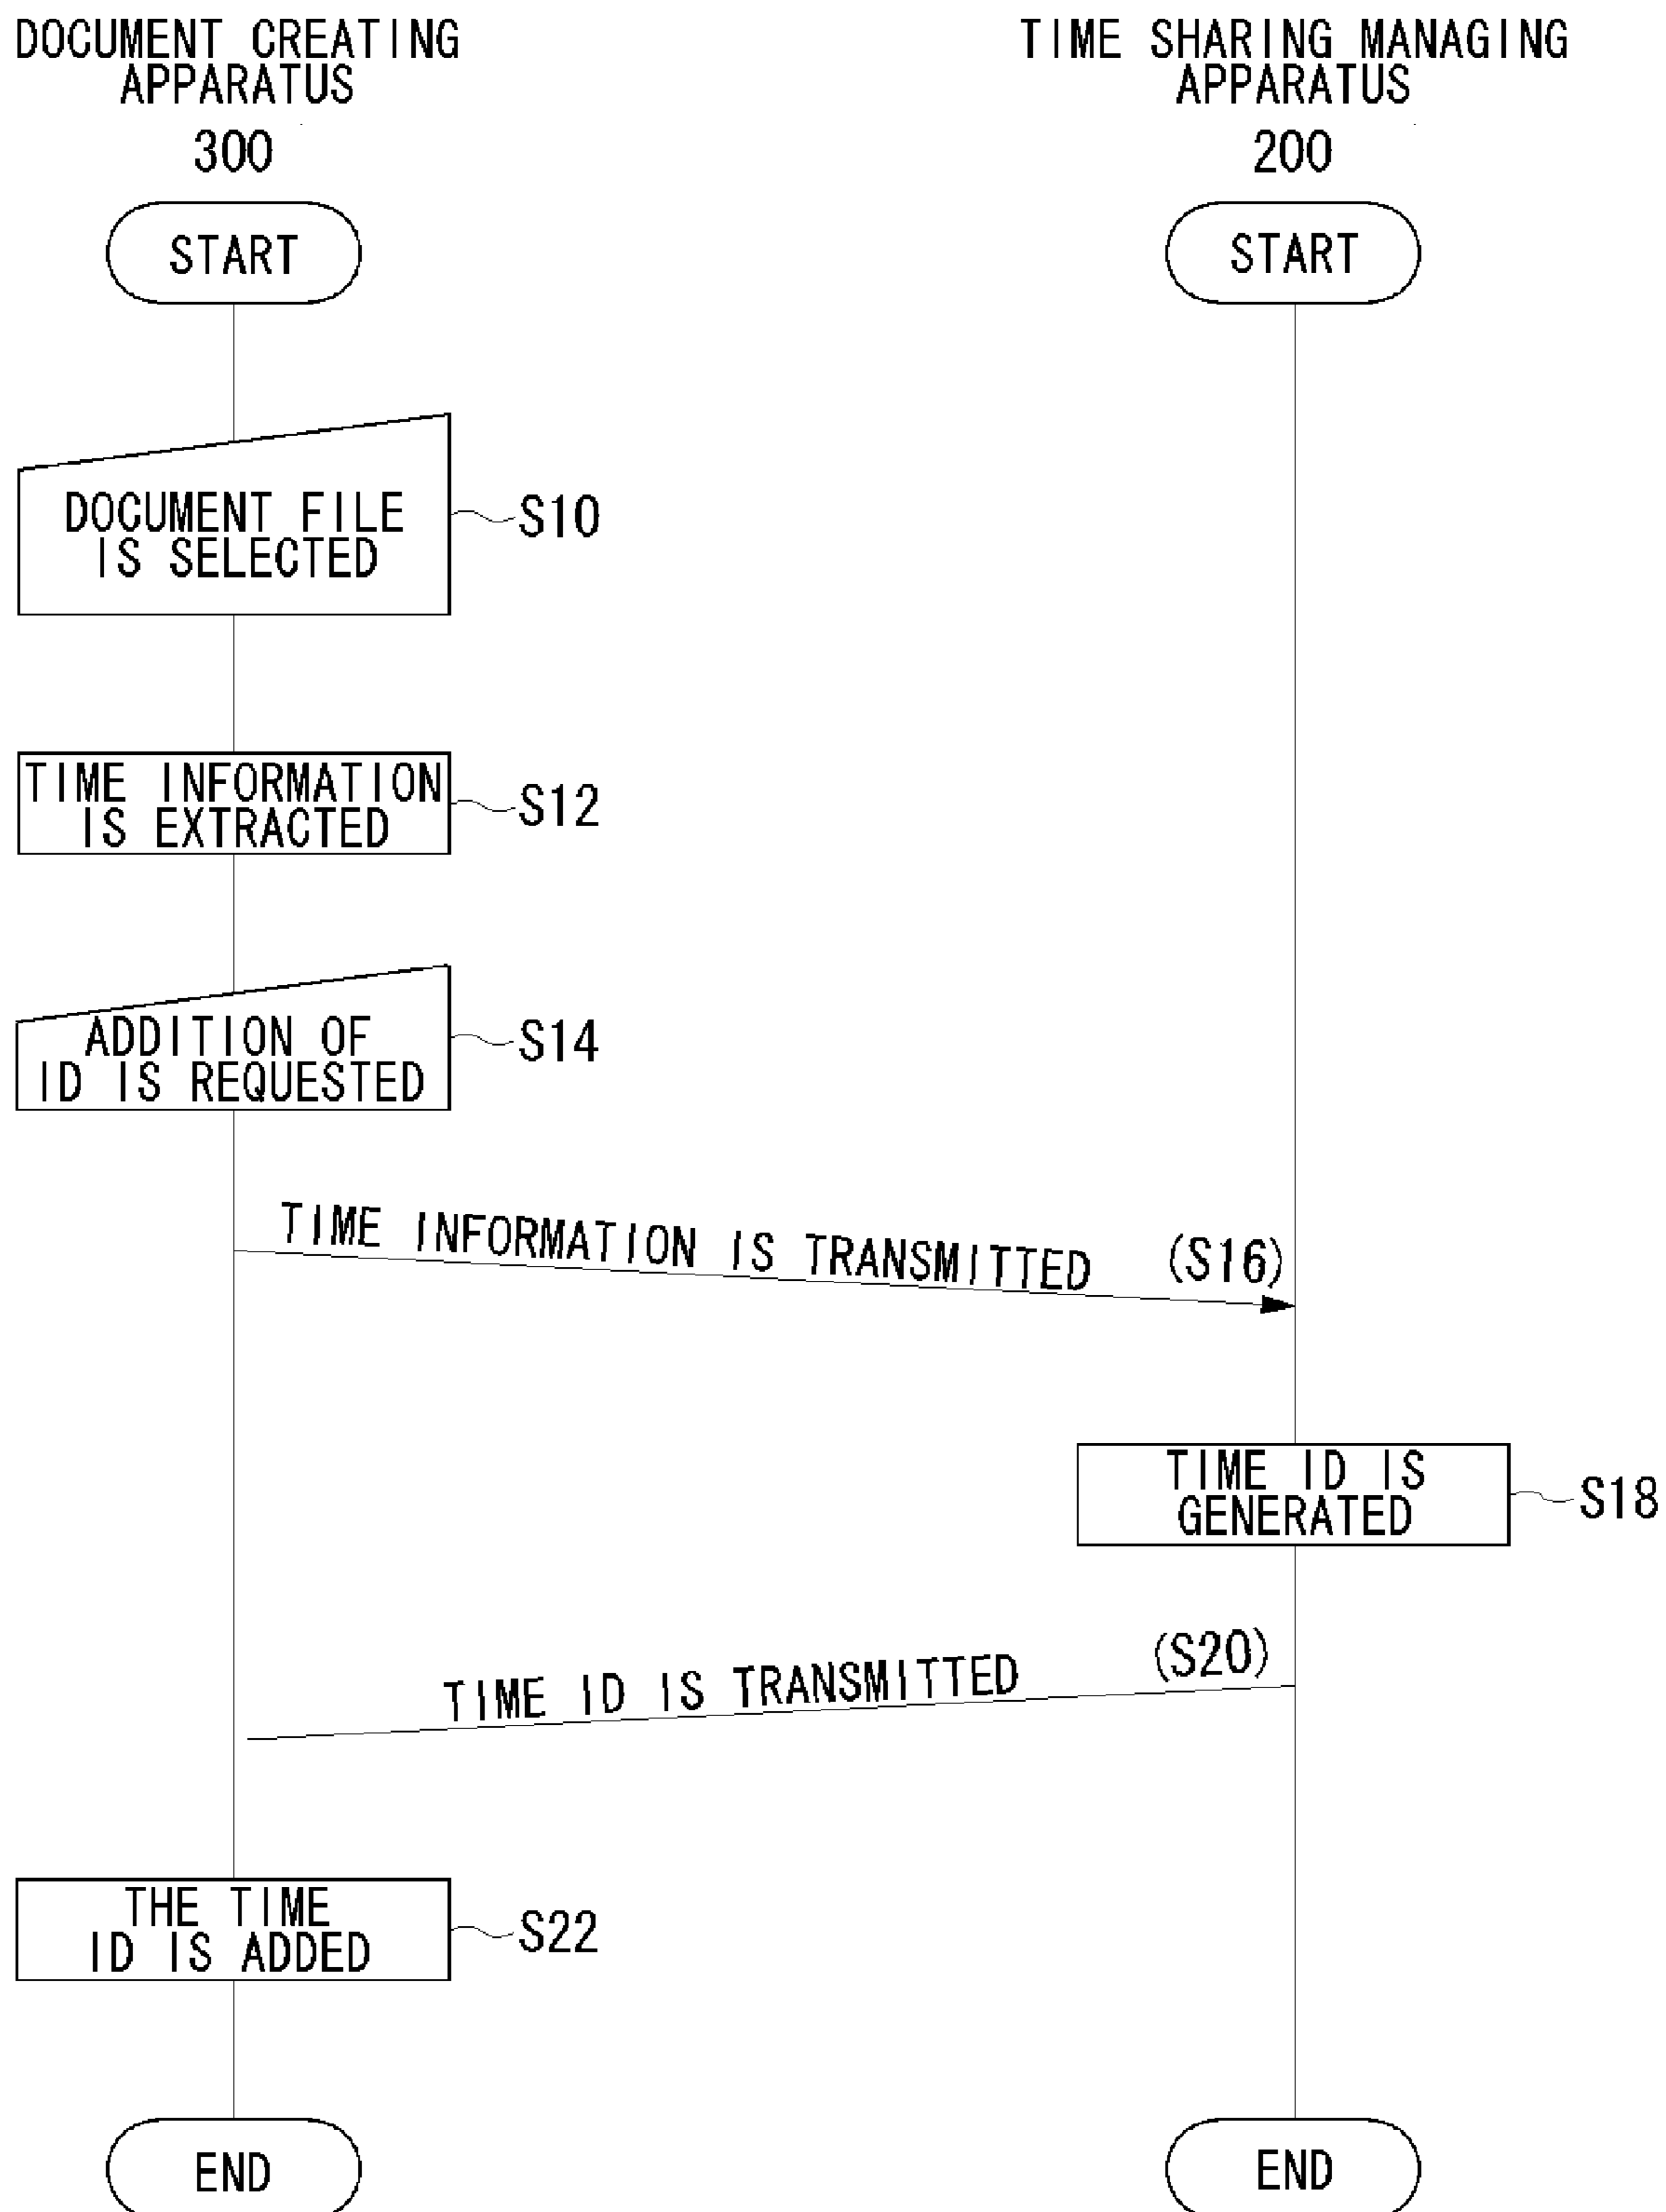 DOCUMENT CREATING
APPARATUS
300
TIME SHARING MANAGING
APPARATUS
200
START
START
DOCUMENT FILE
IS SELECTED
S10
TIME INFORMATION
IS EXTRACTED
S12
ADDITION OF
ID IS REQUESTED
S14
TIME INFORMATION IS TRANSMITTED (S16)
TIME ID IS
GENERATED
S18
TIME ID IS TRANSMITTED (S20)
THE TIME
ID IS ADDED
S22
END
END